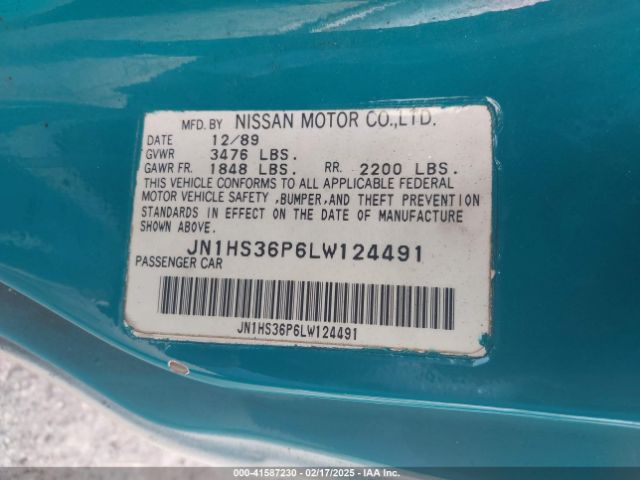 MFD. BY NISSAN MOTOR CO.,LTD.
DATE 12/89
GVWR 3476 LBS.
GAWR FR. 1848 LBS. RR. 2200 LBS.
THIS VEHICLE CONFORMS TO ALL APPLICABLE FEDERAL
MOTOR VEHICLE SAFETY ,BUMPER,AND THEFT PREVENTION
STANDARDS IN EFFECT ON THE DATE OF MANUFACTURE
SHOWN ABOVE.
JN1HS36P6LW124491
PASSENGER CAR
JN1HS36P6LW124491
000-41587230 - 02/17/2025 - IAA Inc.